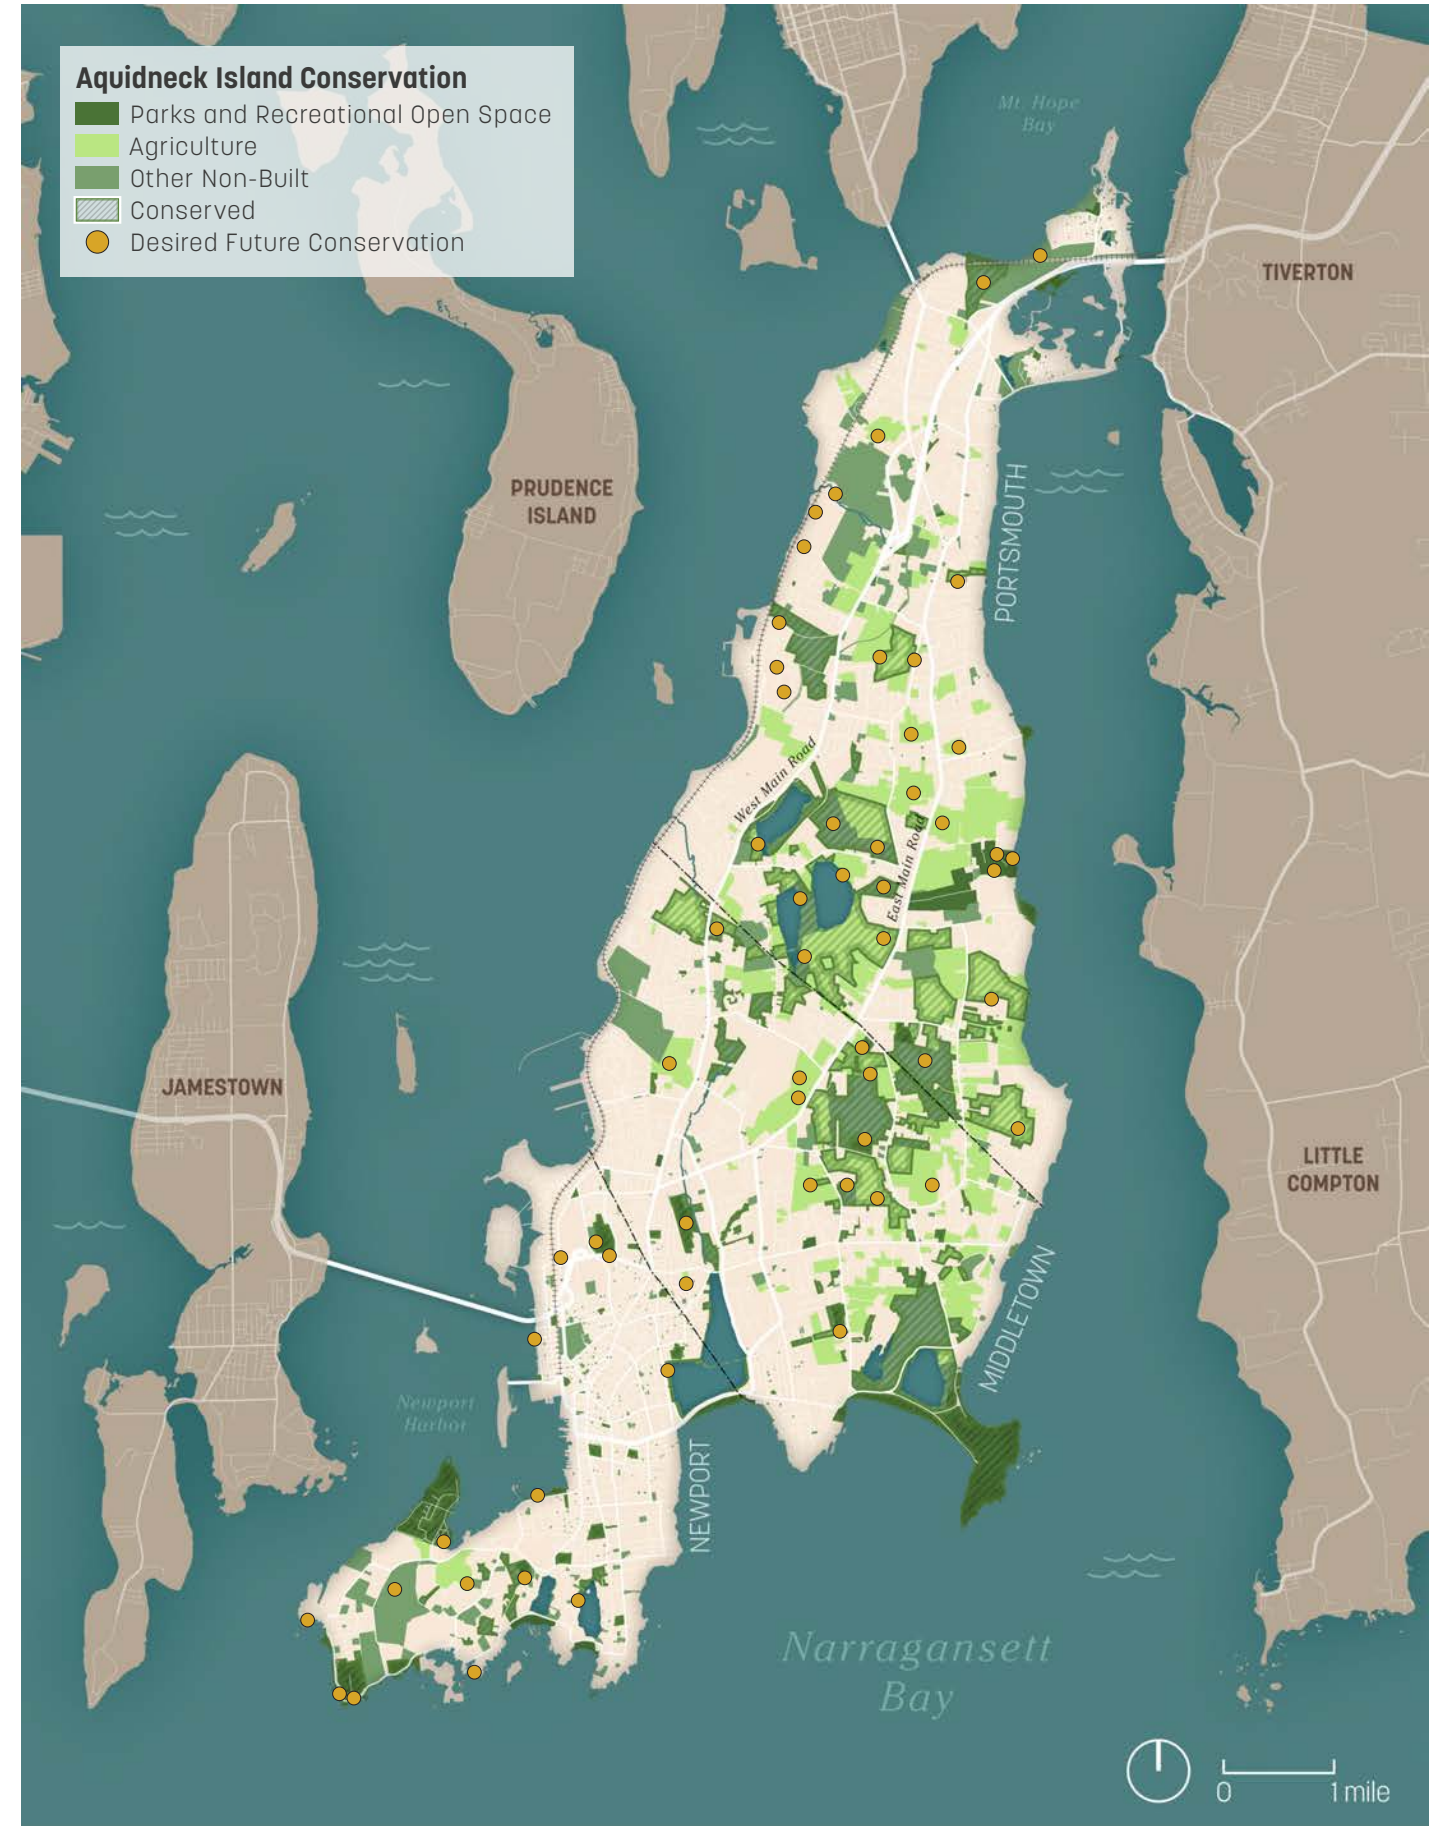 Aquidneck Island Conservation
Parks and Recreational Open Space
Agriculture
Other Non-Built
Conserved
Desired Future Conservation
Mt. Hope
Bay
TIVERTON
PRUDENCE
ISLAND
PORTSMOUTH
West Main Road
East Main Road
JAMESTOWN
LITTLE
COMPTON
MIDDLETOWN
Newport
Harbor
NEWPORT
Narragansett
Bay
0 1 mile